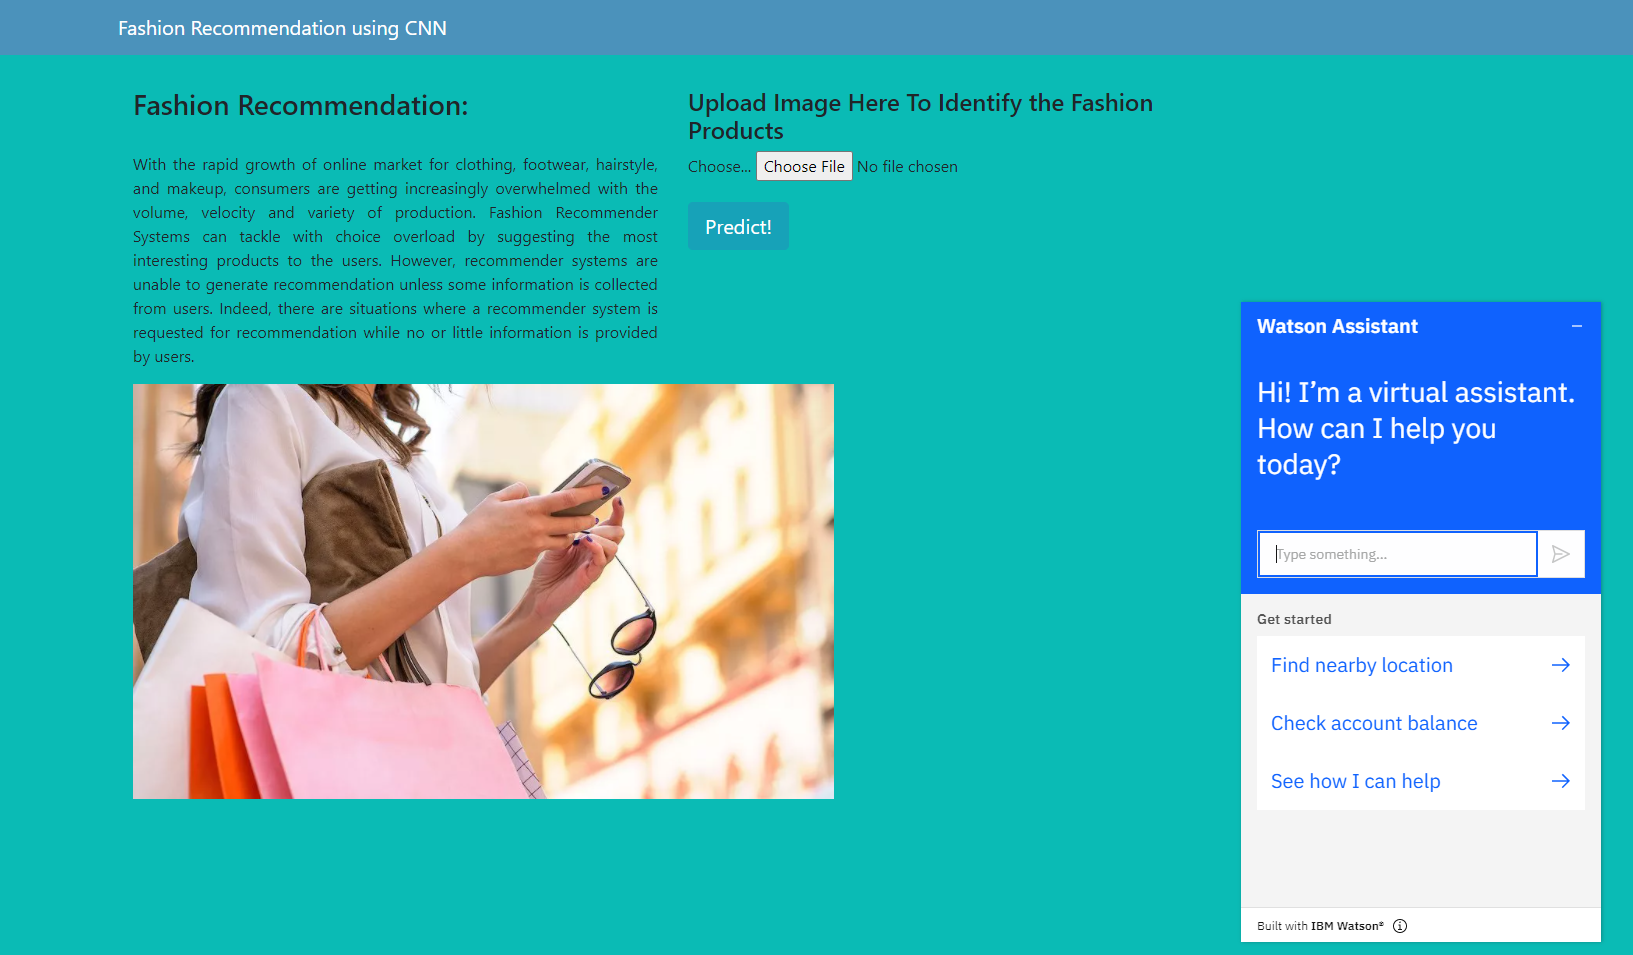 Fashion Recommendation using CNN
Fashion Recommendation:
With the rapid growth of online market for clothing, footwear, hairstyle,
and makeup, consumers are getting increasingly overwhelmed with the
volume, velocity and variety of production. Fashion Recommender
Systems can tackle with choice overload by suggesting the most
interesting products to the users. However, recommender systems are
unable to generate recommendation unless some information is collected
from users. Indeed, there are situations where a recommender system is
requested for recommendation while no or little information is provided
by users.
Upload Image Here To Identify the Fashion
Products
Choose... Choose File No file chosen
Predict!
Watson Assistant
Hi! I’m a virtual assistant.
How can I help you
today?
Type something...
Get started
Find nearby location
Check account balance
See how I can help
Built with IBM Watson®